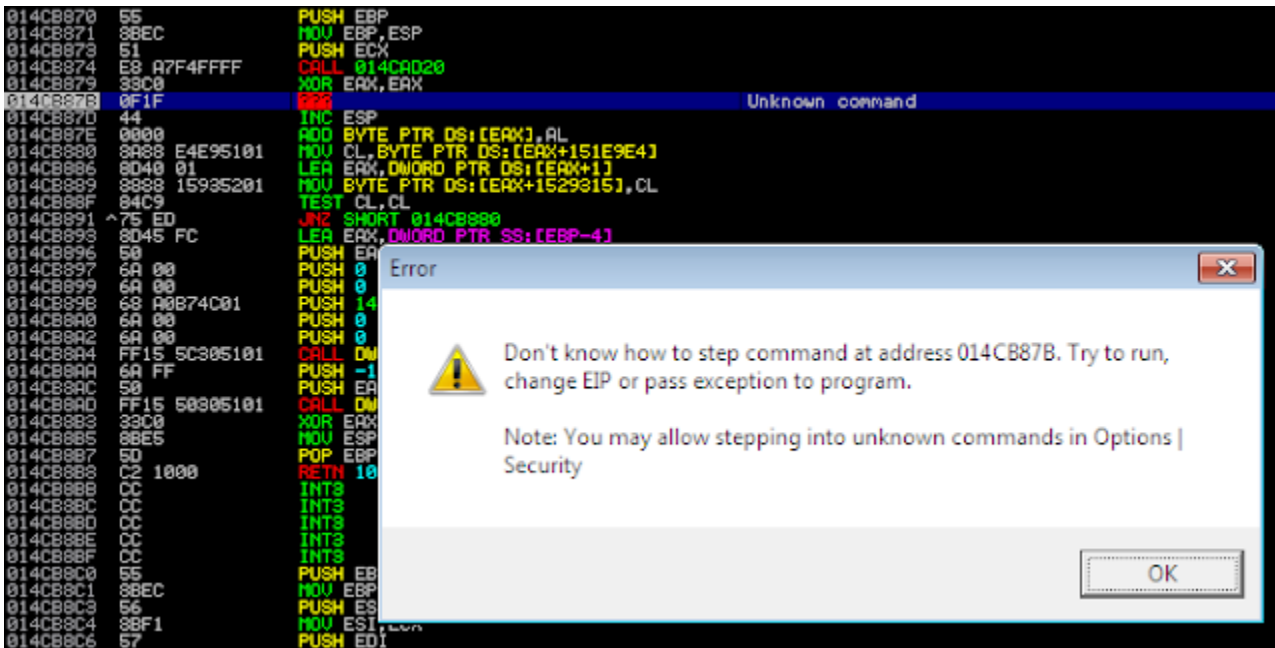 014CB870 55 PUSH EBP
014CB871 8BEC MOV EBP,ESP
014CB873 51 PUSH ECX
014CB874 E8 A7F4FFFF CALL 014CAD20
014CB879 33C0 XOR EAX,EAX
014CB87B 0F1F ??? Unknown command
014CB87D 44 INC ESP
014CB87E 0000 ADD BYTE PTR DS:[EAX],AL
014CB880 8A88 E4E95101 MOV CL,BYTE PTR DS:[EAX+151E9E4]
014CB886 8D40 01 LEA EAX,DWORD PTR DS:[EAX+1]
014CB889 8888 15935201 MOV BYTE PTR DS:[EAX+1529315],CL
014CB88F 84C9 TEST CL,CL
014CB891 ^75 ED JNZ SHORT 014CB880
014CB893 8D45 FC LEA EAX,DWORD PTR SS:[EBP-4]
014CB896 50 PUSH EA
014CB897 6A 00 PUSH 0
014CB899 6A 00 PUSH 0
014CB89B 68 A0B74C01 PUSH 14
014CB8A0 6A 00 PUSH 0
014CB8A2 6A 00 PUSH 0
014CB8A4 FF15 5C305101 CALL DW
014CB8AA 6A FF PUSH -1
014CB8AC 50 PUSH EA
014CB8AD FF15 50305101 CALL DW
014CB8B3 33C0 XOR EAX
014CB8B5 8BE5 MOV ESP
014CB8B7 5D POP EBP
014CB8B8 C2 1000 RETN 10
014CB8BB CC INT3
014CB8BC CC INT3
014CB8BD CC INT3
014CB8BE CC INT3
014CB8BF CC INT3
014CB8C0 55 PUSH EB
014CB8C1 8BEC MOV EBP
014CB8C3 56 PUSH ES
014CB8C4 8BF1 MOV ESI,ECX
014CB8C6 57 PUSH EDI
Error
Don't know how to step command at address 014CB87B. Try to run,
change EIP or pass exception to program.
Note: You may allow stepping into unknown commands in Options |
Security
OK